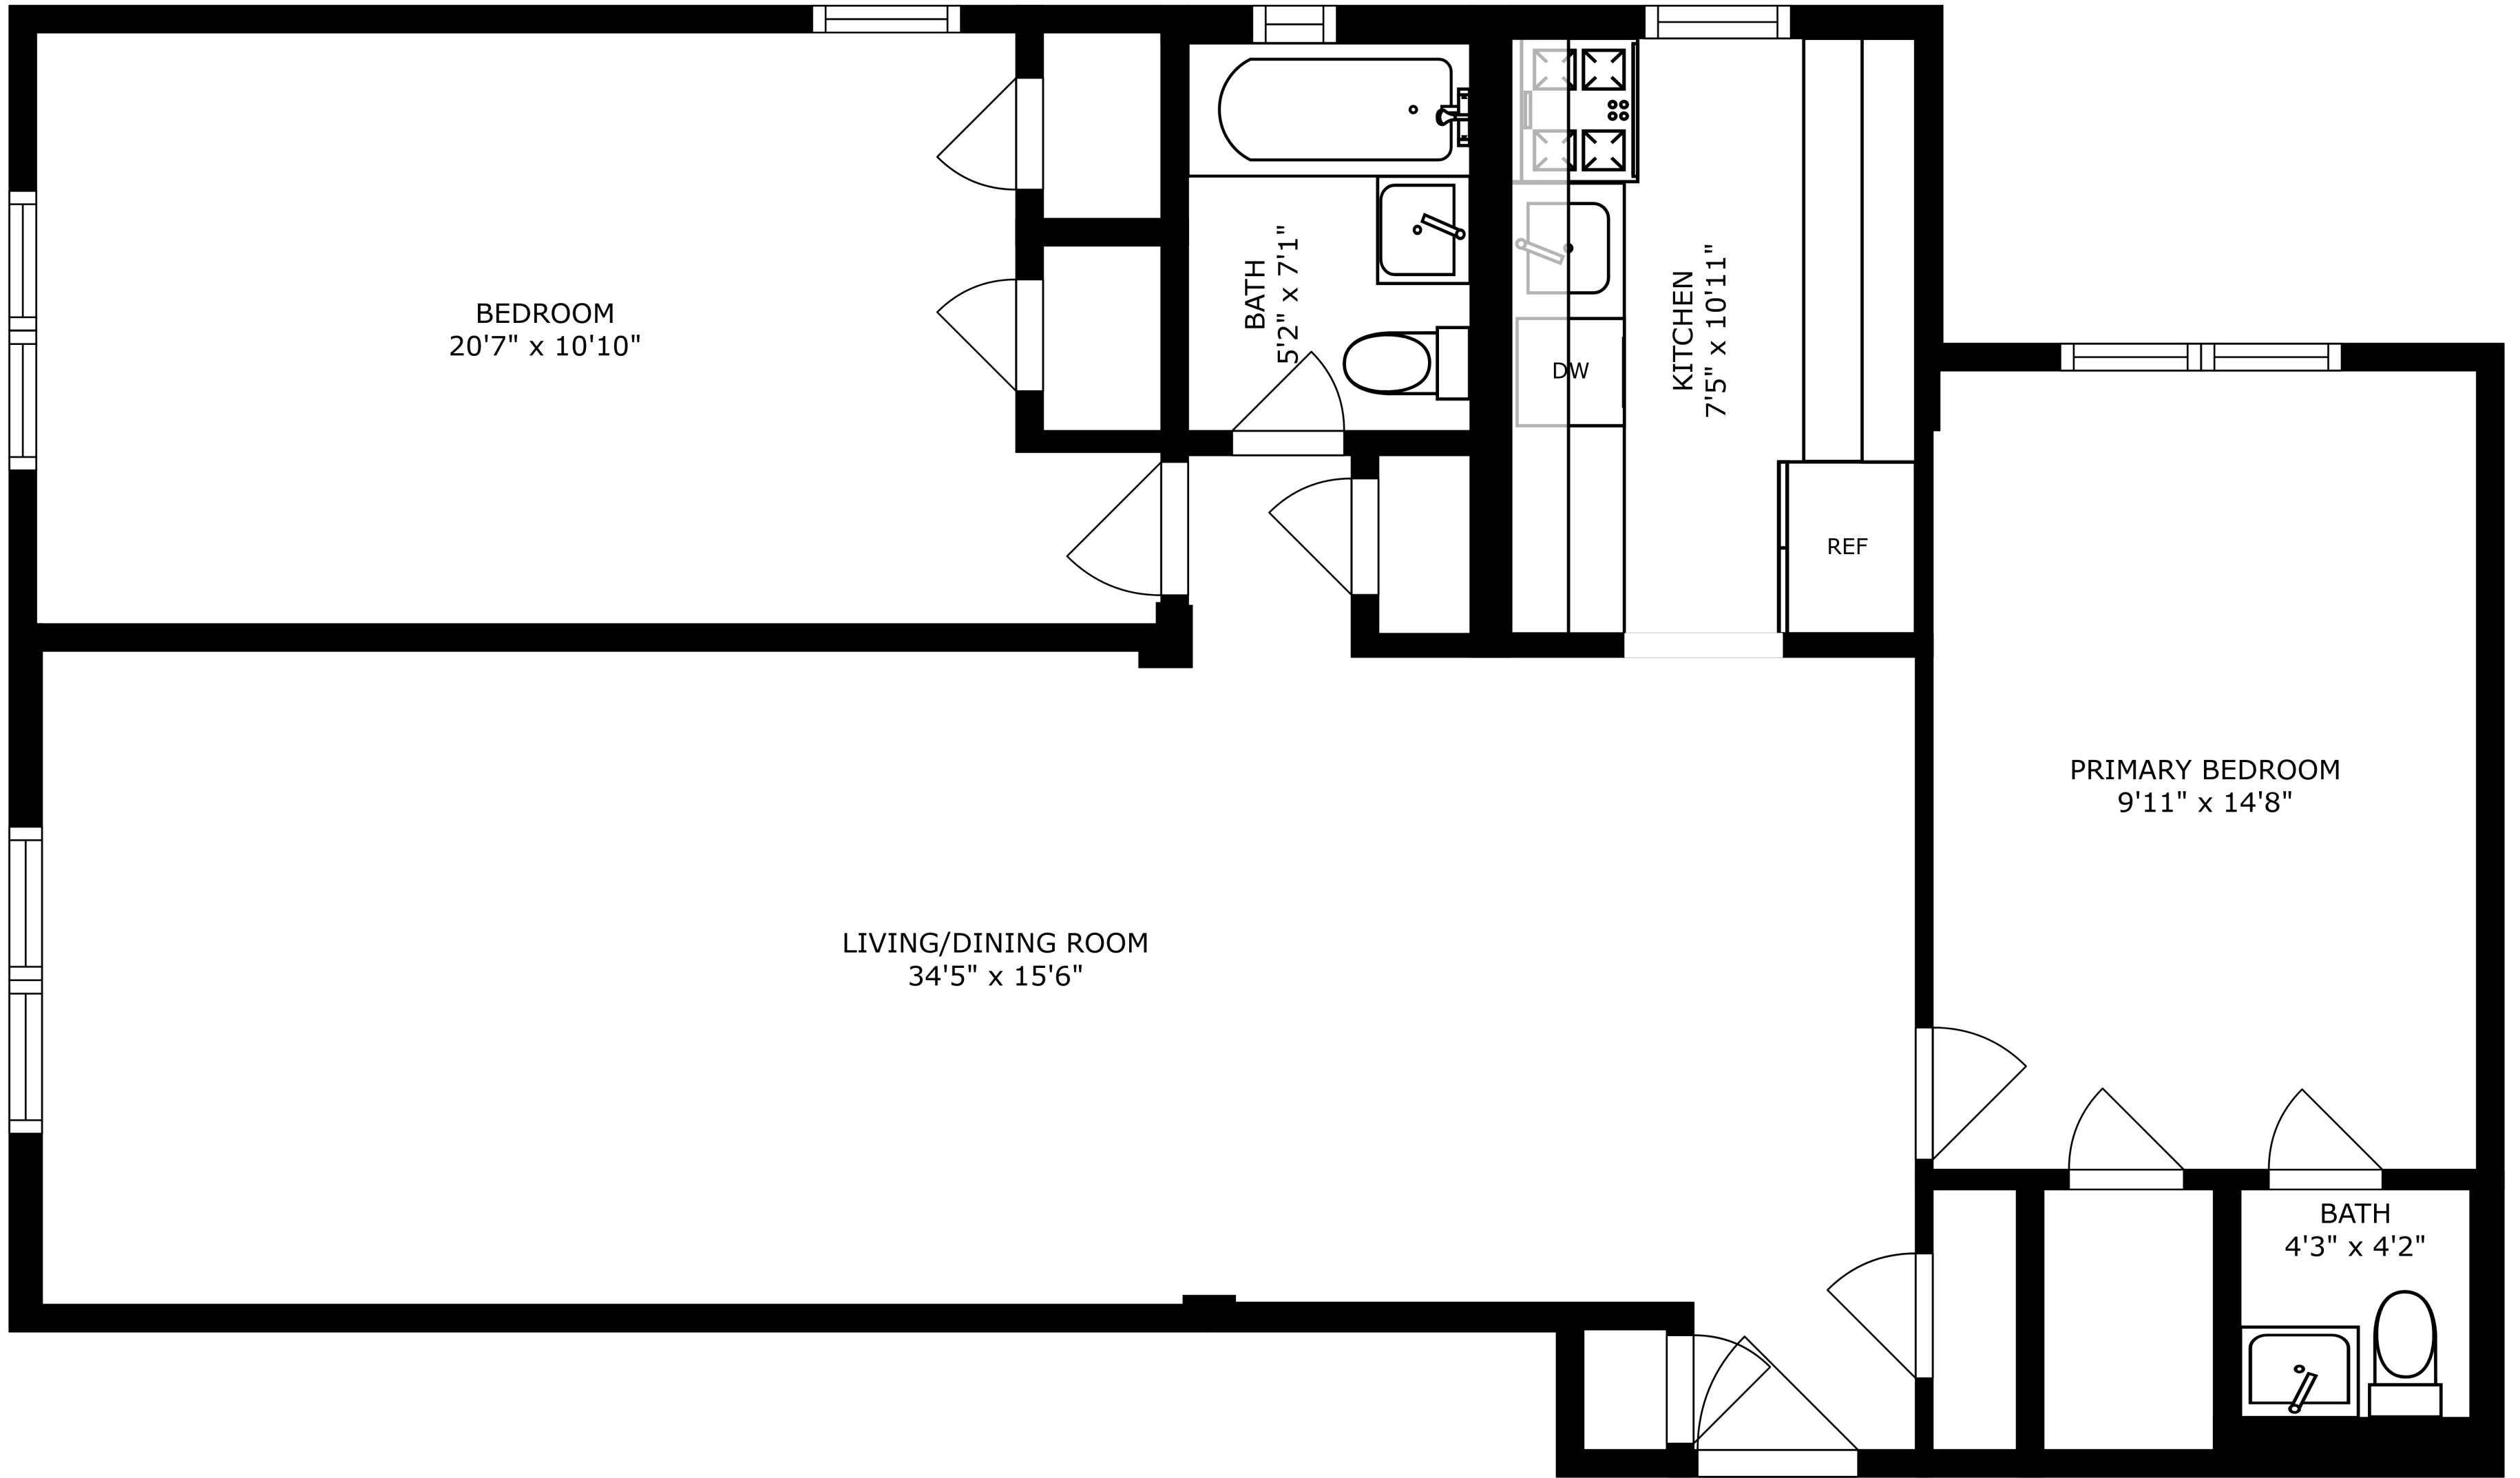 BEDROOM
20'7" x 10'10"
BATH
5'2" x 7'1"
DW
KITCHEN
7'5" x 10'11"
REF
PRIMARY BEDROOM
9'11" x 14'8"
LIVING/DINING ROOM
34'5" x 15'6"
BATH
4'3" x 4'2"